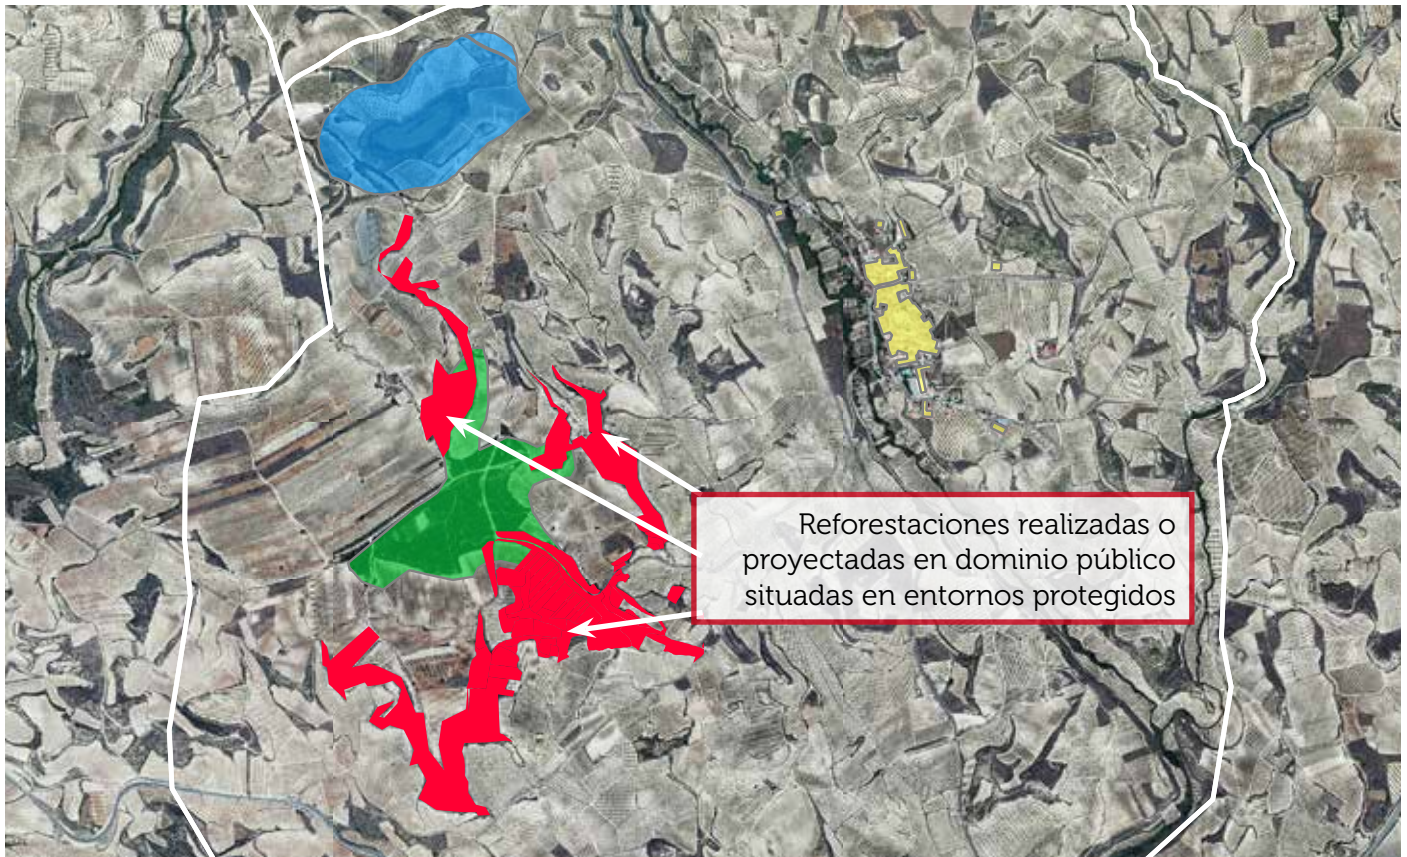 Reforestaciones realizadas o
proyectadas en dominio público
situadas en entornos protegidos